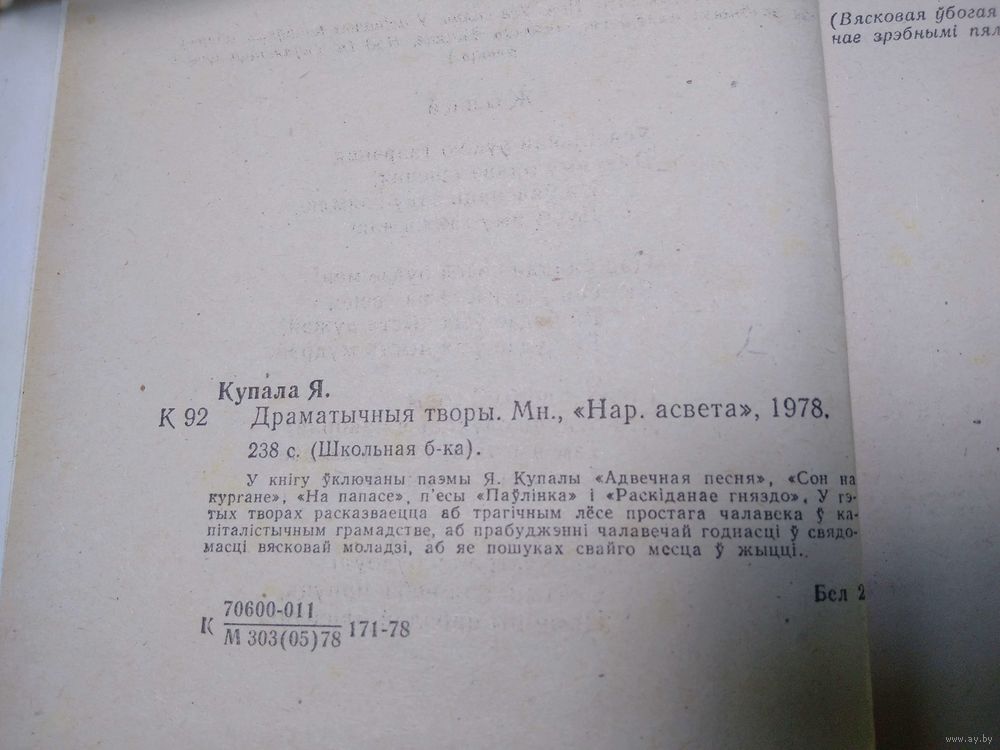 (Вясковая ўбогая
нае зрэбнымі пял
Купала Я.
К 92 Драматычныя творы. Мн., «Нар. асвета», 1978.
238 с. (Школьная б-ка).
У кнігу ўключаны паэмы Я. Купалы «Адвечная песня», «Сон на
кургане», «На папасе», п'есы «Паўлінка» і «Раскіданае гняздо». У гэ-
тых творах расказваецца аб трагічным лёсе простага чалавека ў ка-
піталістычным грамадстве, аб прабуджэнні чалавечай годнасці ў свядо-
масці вясковай моладзі, аб яе пошуках свайго месца ў жыцці.
Бел 2
К 70600-011
М 303(05)78 171-78
www.ay.by